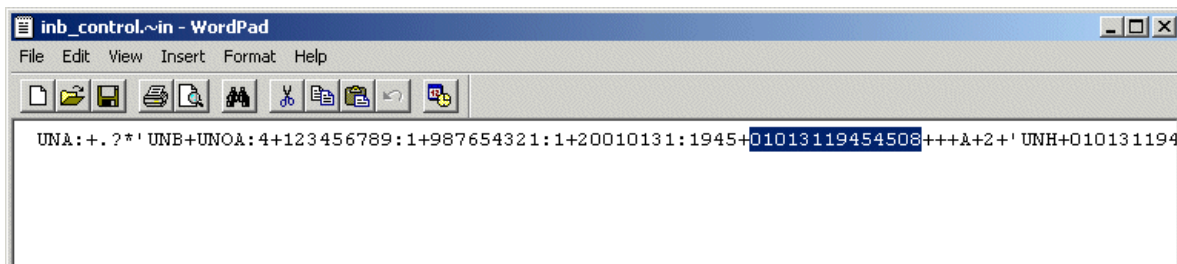 inb_control.~in - WordPad
File Edit View Insert Format Help
UNA:+.?*'UNB+UNOA:4+123456789:1+987654321:1+20010131:1945+01013119454508+++A+2+'UNH+010131194